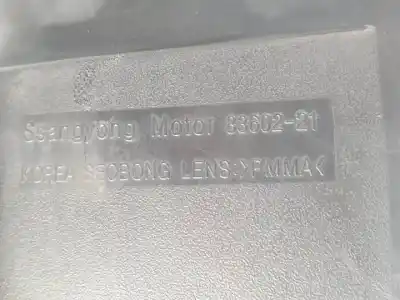 Ssangyong Motor 83602-21
KOREA SEOBONG LENS:>PMMA<